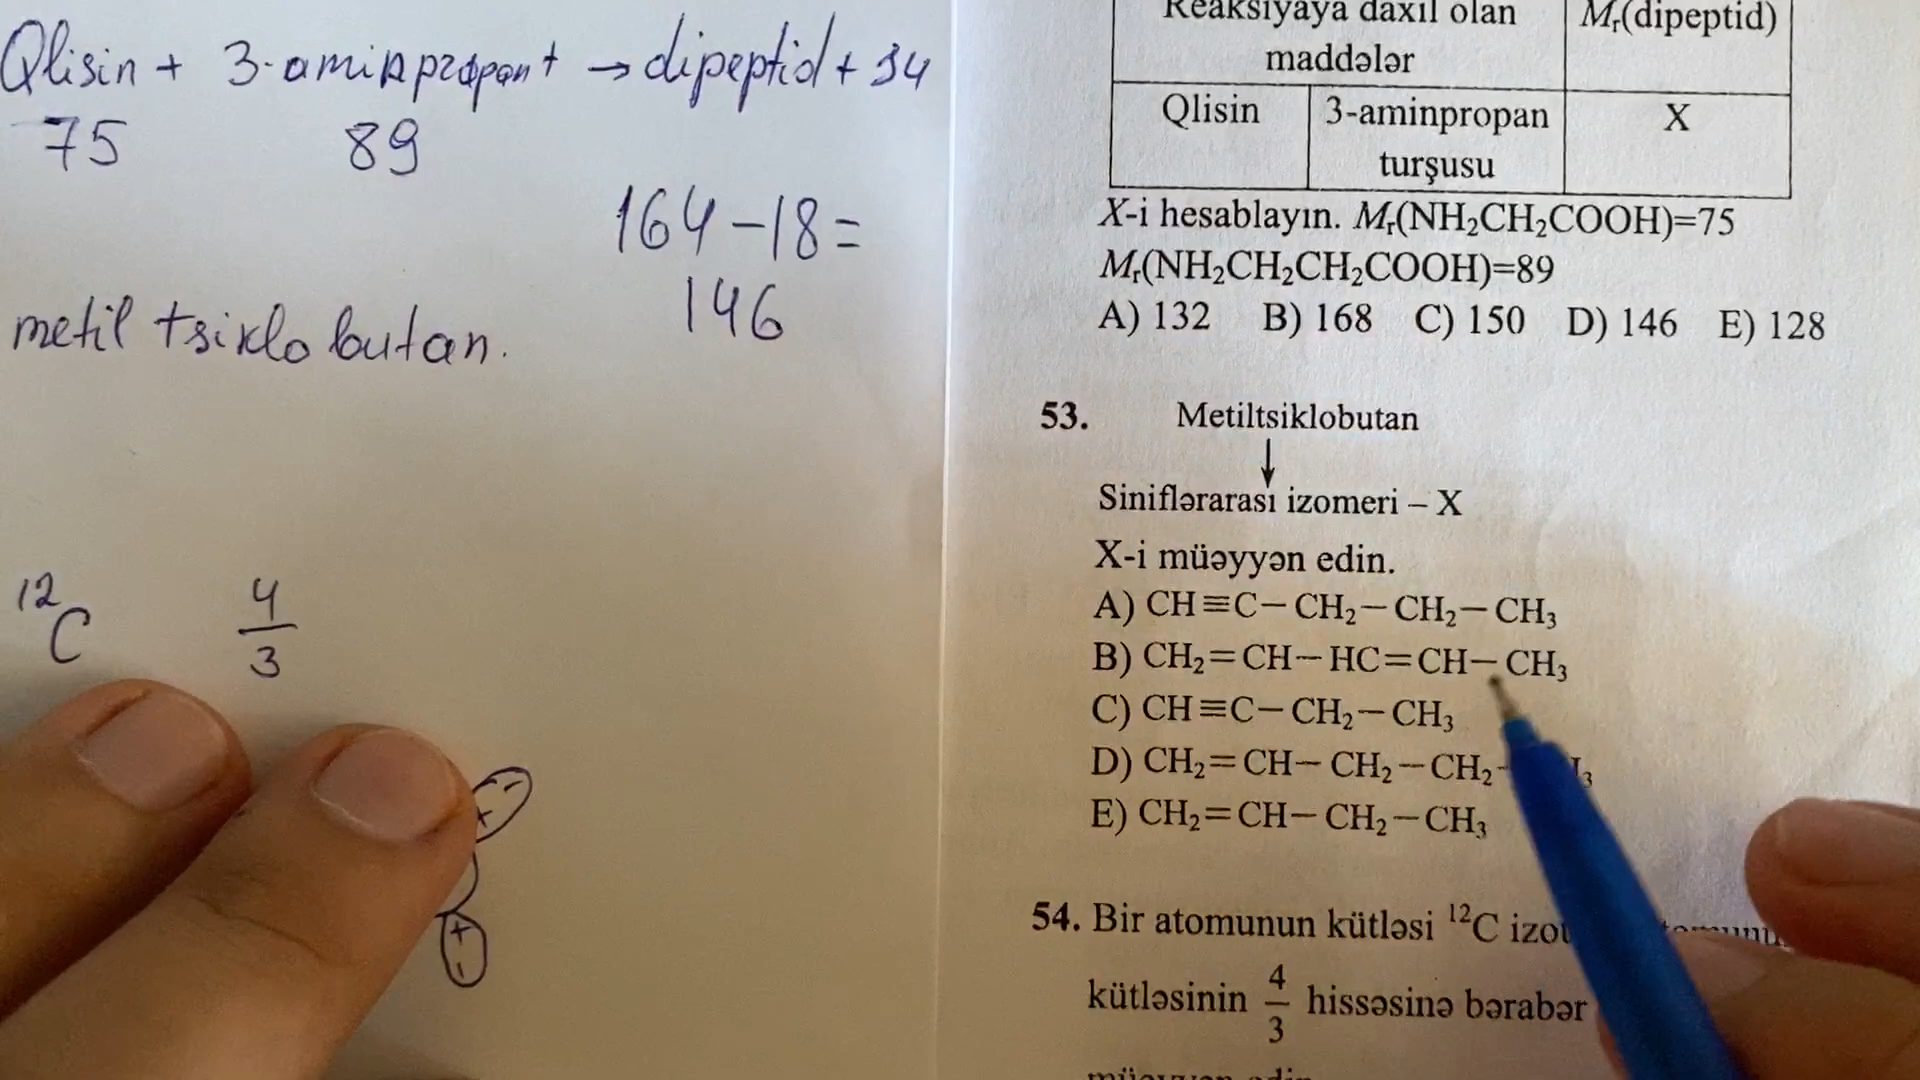 Qlisin + 3-aminpropant → dipeptid + 34
75 89
164-18=
146
metil tsiklobutan.
12 C 4/3
+ -
+ -
Reaksiyaya daxil olan maddələr Mᵣ(dipeptid)
Qlisin 3-aminpropan turşusu X
X-i hesablayın. Mᵣ(NH₂CH₂COOH)=75
Mᵣ(NH₂CH₂CH₂COOH)=89
A) 132 B) 168 C) 150 D) 146 E) 128
53. Metiltsiklobutan
↓
Siniflərarası izomeri – X
X-i müəyyən edin.
A) CH≡C–CH₂–CH₂–CH₃
B) CH₂=CH–HC=CH–CH₃
C) CH≡C–CH₂–CH₃
D) CH₂=CH–CH₂–CH₂-
E) CH₂=CH–CH₂–CH₃
54. Bir atomunun kütləsi ¹²C
kütləsinin 4/3 hissəsinə bərabər
müəyyən edin